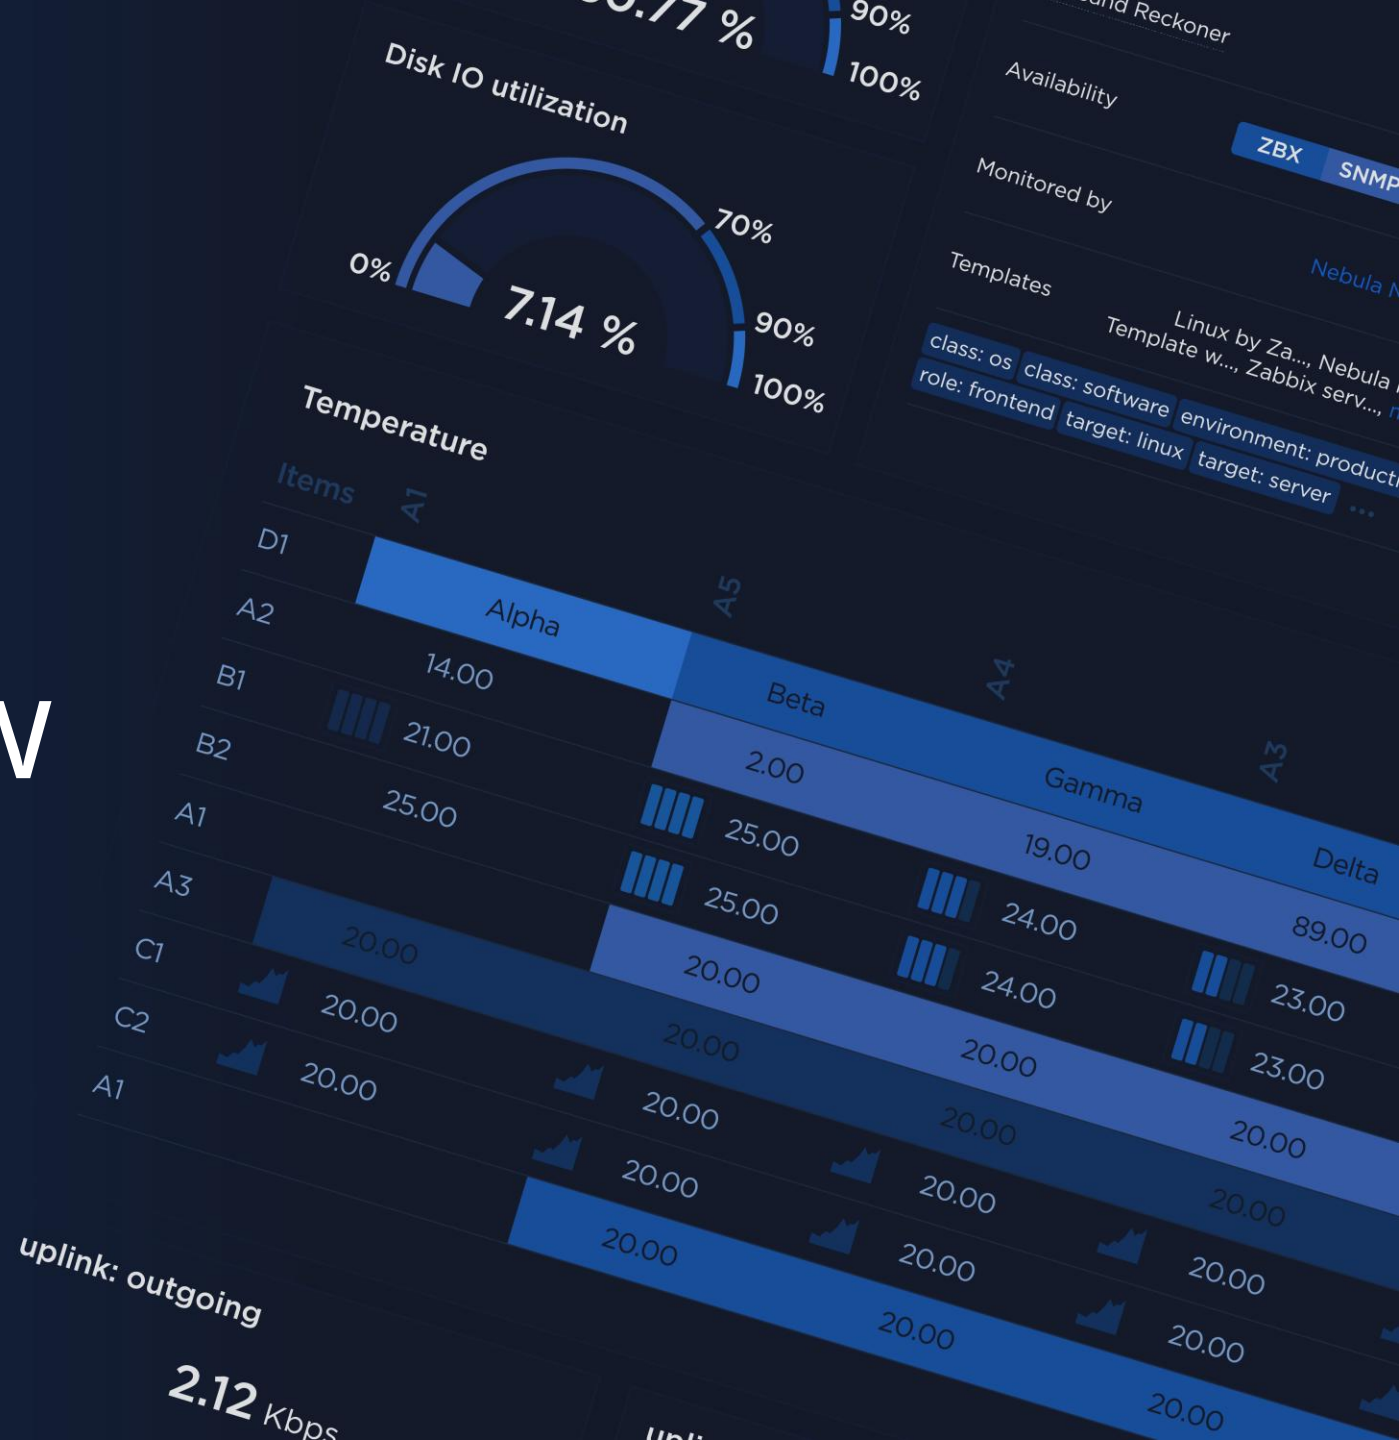 90%
100%
Disk IO utilization
0%
70%
90%
100%
7.14 %
Reckoner
Availability
ZBX SNMP
Monitored by
Nebula
Templates
Linux by Za..., Nebula
Template w..., Zabbix serv...,
class: os class: software environment:
role: frontend target: linux target: server ...
Temperature
Items A1 A5 A4 A3
D1 Alpha Beta Gamma Delta
A2 14.00 2.00 19.00 89.00
B1 21.00 25.00 24.00 23.00
B2 25.00 25.00 24.00 23.00
A1 20.00 20.00 20.00
A3 20.00 20.00 20.00 20.00
C1 20.00 20.00 20.00 20.00
C2 20.00 20.00 20.00 20.00
A1 20.00 20.00 20.00
uplink: outgoing
2.12 Kbps